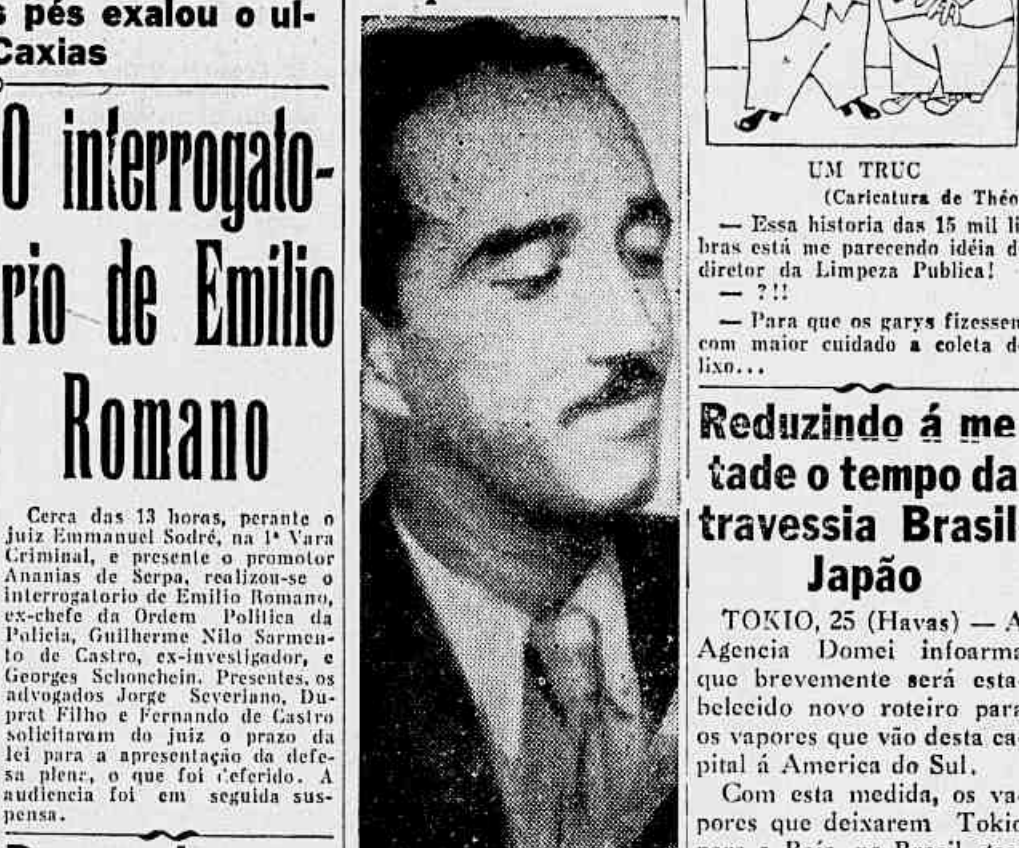 s pés exalou o ul-
Caxias
O interrogato-
rio de Emilio
Romano
Cerca das 13 horas, perante o
juiz Emmanuel Sodré, na 1ª Vara
Criminal, e presente o promotor
Ananias de Serpa, realizou-se o
interrogatorio de Emilio Romano,
ex-chefe da Ordem Politica da
Policia, Guilherme Nilo Sarmen-
to de Castro, ex-investigador, e
Georges Schonchein. Presentes, os
advogados Jorge Severiano, Du-
prat Filho e Fernando de Castro
solicitaram do juiz o prazo da
lei para a apresentação da defe-
sa plena, o que foi deferido. A
audiencia foi em seguida sus-
pensa.
UM TRUC
(Caricatura de Théo
— Essa historia das 15 mil li
bras está me parecendo idéia d
diretor da Limpeza Publica!
— ?!!
— Para que os garys fizessem
com maior cuidado a coleta d
lixo...
Reduzindo á me
tade o tempo da
travessia Brasil
Japão
TOKIO, 25 (Havas) — A
Agencia Domei infoarma
que brevemente será esta-
belecido novo roteiro para
os vapores que vão desta ca-
pital á America do Sul.
Com esta medida, os va-
pores que deixarem Tokio